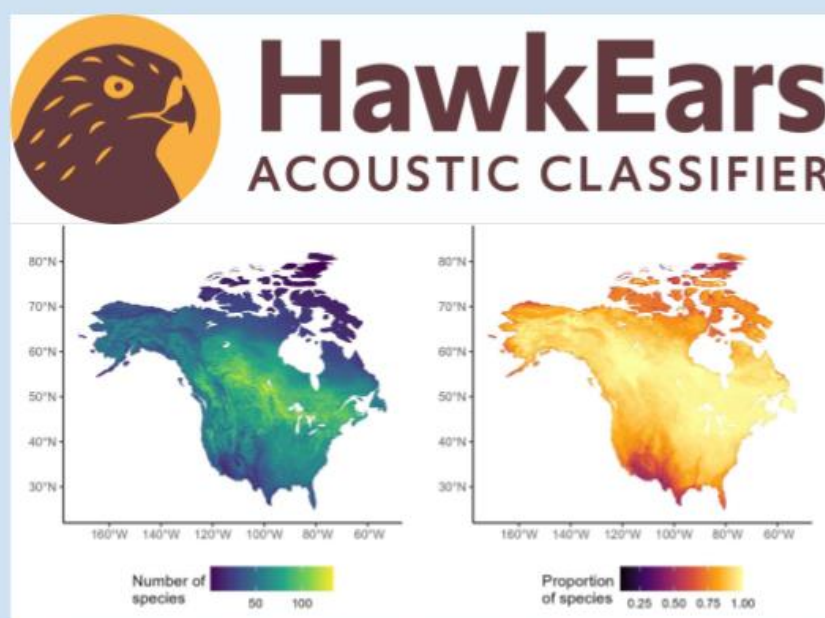 HawkEars
ACOUSTIC CLASSIFIER
80°N
70°N
60°N
50°N
40°N
30°N
160°W 140°W 120°W 100°W 80°W 60°W
Number of
species
50 100
80°N
70°N
60°N
50°N
40°N
30°N
160°W 140°W 120°W 100°W 80°W 60°W
Proportion
of species
0.25 0.50 0.75 1.00